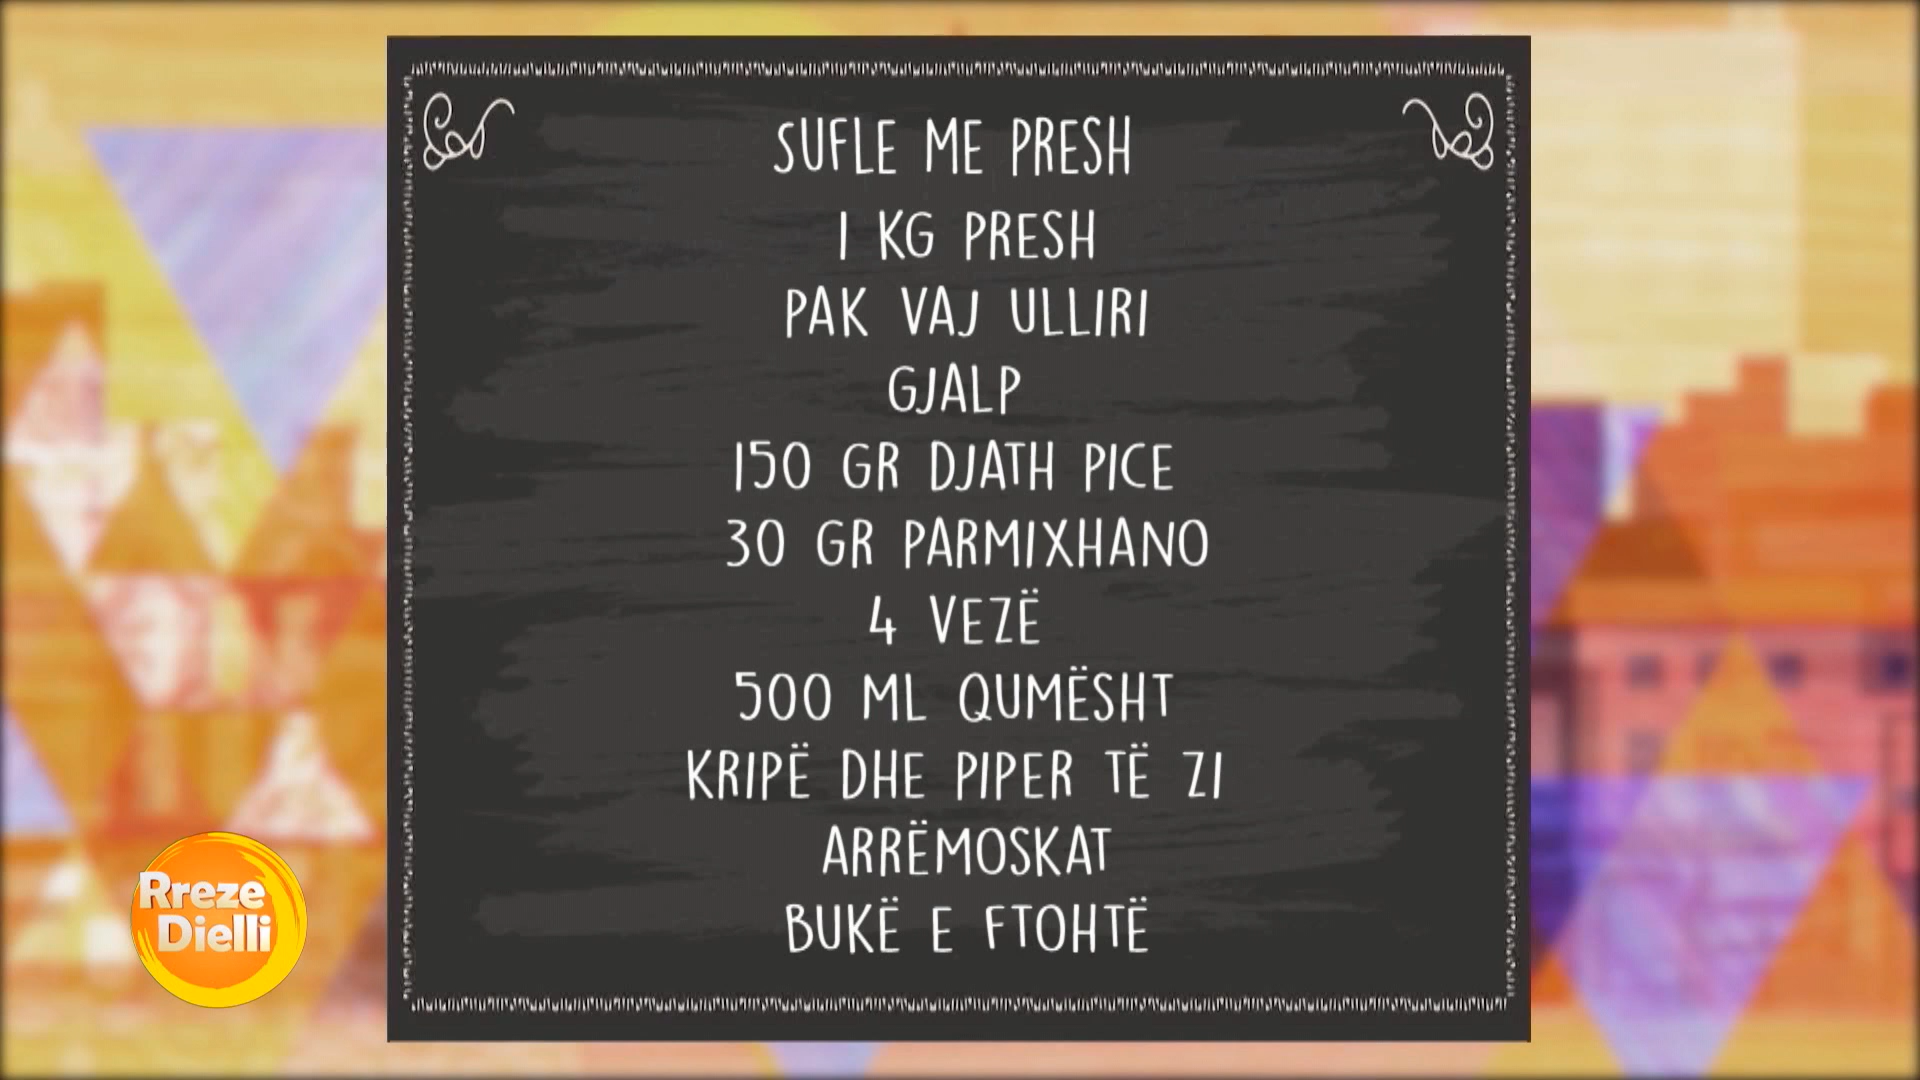 SUFLE ME PRESH
1 KG PRESH
PAK VAJ ULLIRI
GJALP
150 GR DJATH PICE
30 GR PARMIXHANO
4 VEZË
500 ML QUMËSHT
KRIPË DHE PIPER TË ZI
ARRËMOSKAT
BUKË E FTOHTË
Rreze
Dielli